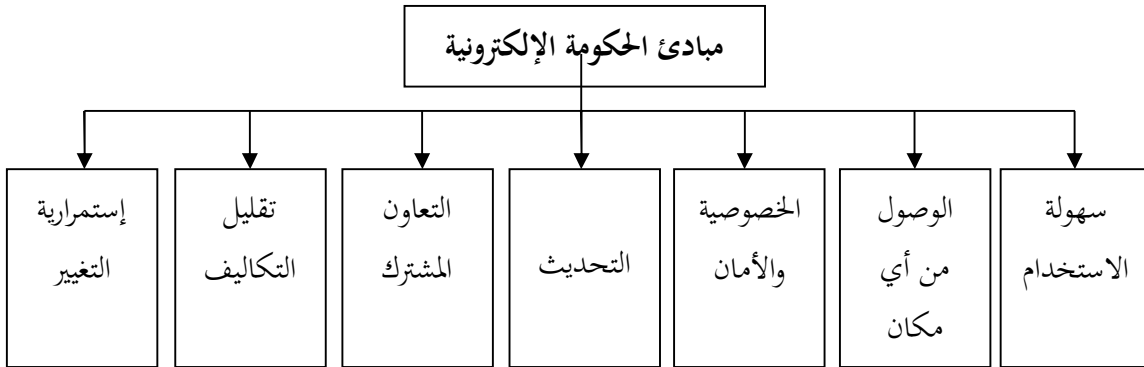 مبادئ الحكومة الإلكترونية
سهولة
الاستخدام
الوصول
من أي
مكان
الخصوصية
والأمان
التحديث
التعاون
المشترك
تقليل
التكاليف
إستمرارية
التغيير